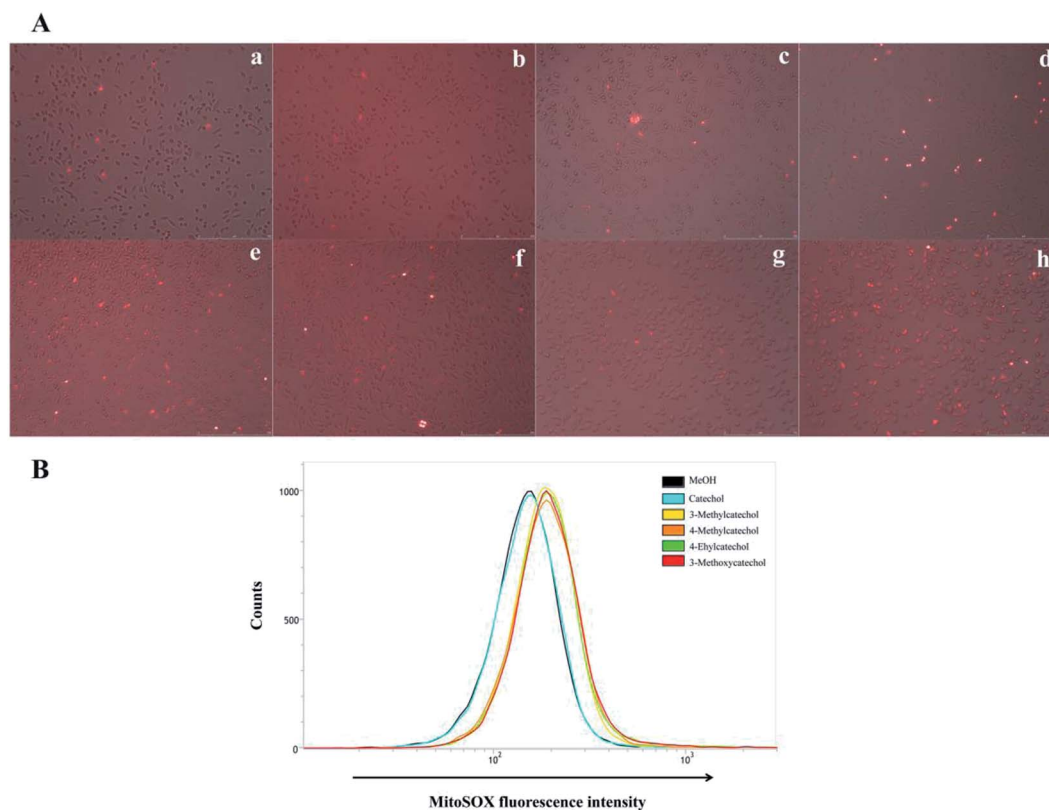 A
a
b
c
d
e
f
g
h
B
1000
500
0
Counts
MeOH
Catechol
3-Methylcatechol
4-Methylcatechol
4-Ehylcatechol
3-Methoxycatechol
10² 10³
MitoSOX fluorescence intensity